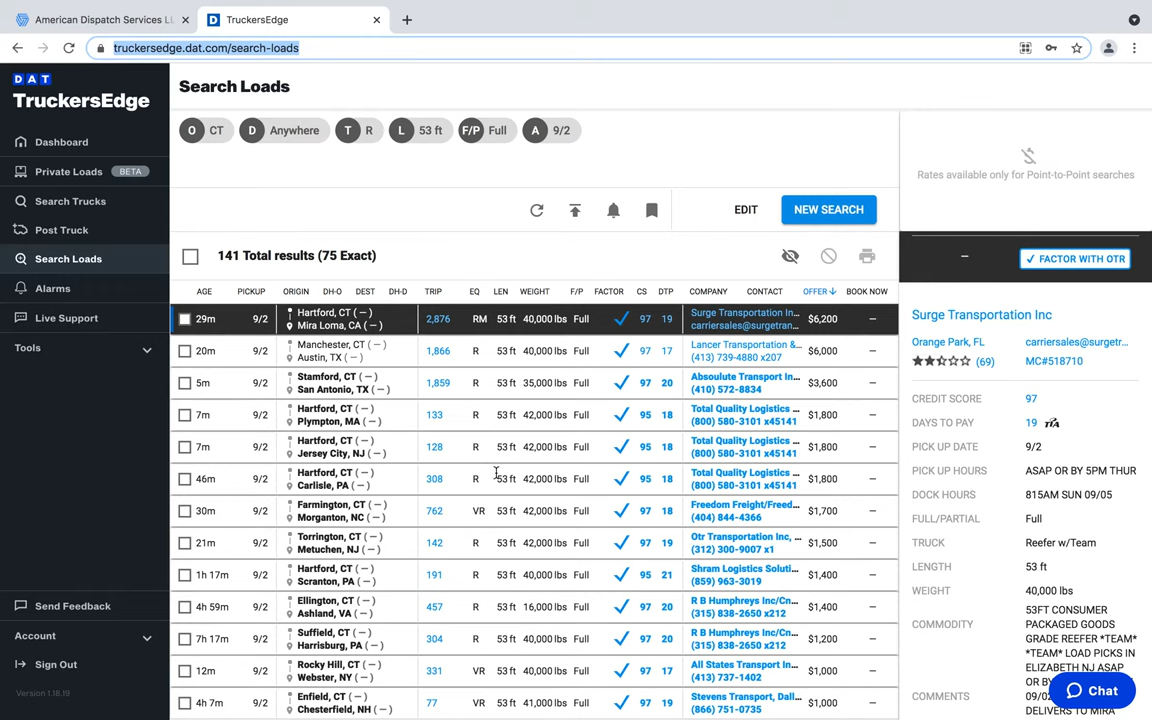 American Dispatch Services LL
TruckersEdge
truckersedge.dat.com/search-loads
DAT
TruckersEdge
Dashboard
Private Loads BETA
Search Trucks
Post Truck
Search Loads
Alarms
Live Support
Tools
Send Feedback
Account
Sign Out
Version 1.18.19
Search Loads
O CT D Anywhere T R L 53 ft F/P Full A 9/2
EDIT NEW SEARCH
141 Total results (75 Exact)
AGE PICKUP ORIGIN DH-O DEST DH-D TRIP EQ LEN WEIGHT F/P FACTOR CS DTP COMPANY CONTACT OFFER BOOK NOW
Hartford, CT (–) Surge Transportation In...
29m 9/2 2,876 RM 53 ft 40,000 lbs Full 97 19 $6,200 –
Mira Loma, CA (–) carriersales@surgetran...
Manchester, CT (–) Lancer Transportation &...
20m 9/2 1,866 R 53 ft 40,000 lbs Full 97 17 $6,000 –
Austin, TX (–) (413) 739-4880 x207
Stamford, CT (–) Absoulute Transport In...
5m 9/2 1,859 R 53 ft 35,000 lbs Full 97 20 $3,600 –
San Antonio, TX (–) (410) 572-8834
Hartford, CT (–) Total Quality Logistics ...
7m 9/2 133 R 53 ft 42,000 lbs Full 95 18 $1,800 –
Plympton, MA (–) (800) 580-3101 x45141
Hartford, CT (–) Total Quality Logistics ...
7m 9/2 128 R 53 ft 42,000 lbs Full 95 18 $1,800 –
Jersey City, NJ (–) (800) 580-3101 x45141
Hartford, CT (–) Total Quality Logistics ...
46m 9/2 308 R 53 ft 42,000 lbs Full 95 18 $1,800 –
Carlisle, PA (–) (800) 580-3101 x45141
Farmington, CT (–) Freedom Freight/Freed...
30m 9/2 762 VR 53 ft 42,000 lbs Full 97 18 $1,700 –
Morganton, NC (–) (404) 844-4366
Torrington, CT (–) Otr Transportation Inc, ...
21m 9/2 142 R 53 ft 42,000 lbs Full 97 19 $1,500 –
Metuchen, NJ (–) (312) 300-9007 x1
Hartford, CT (–) Shram Logistics Soluti...
1h 17m 9/2 191 R 53 ft 40,000 lbs Full 95 21 $1,400 –
Scranton, PA (–) (859) 963-3019
Ellington, CT (–) R B Humphreys Inc/Cn...
4h 59m 9/2 457 R 53 ft 16,000 lbs Full 97 20 $1,400 –
Ashland, VA (–) (315) 838-2650 x212
Suffield, CT (–) R B Humphreys Inc/Cn...
7h 17m 9/2 304 R 53 ft 40,000 lbs Full 97 20 $1,200 –
Harrisburg, PA (–) (315) 838-2650 x212
Rocky Hill, CT (–) All States Transport In...
12m 9/2 331 VR 53 ft 40,000 lbs Full 97 17 $1,000 –
Webster, NY (–) (413) 737-1402
Enfield, CT (–) Stevens Transport, Dall...
4h 7m 9/2 77 VR 53 ft 41,000 lbs Full 97 19 $1,000 –
Chesterfield, NH (–) (866) 751-0735
Rates available only for Point-to-Point searches
– ✓ FACTOR WITH OTR
Surge Transportation Inc
Orange Park, FL carriersales@surgetr...
(69) MC#518710
CREDIT SCORE 97
DAYS TO PAY 19
PICK UP DATE 9/2
PICK UP HOURS ASAP OR BY 5PM THUR
DOCK HOURS 815AM SUN 09/05
FULL/PARTIAL Full
TRUCK Reefer w/Team
LENGTH 53 ft
WEIGHT 40,000 lbs
COMMODITY 53FT CONSUMER
PACKAGED GOODS
GRADE REEFER *TEAM*
*TEAM* LOAD PICKS IN
ELIZABETH NJ ASAP
OR BY
COMMENTS 09/02
DELIVERS TO MIRA
Chat